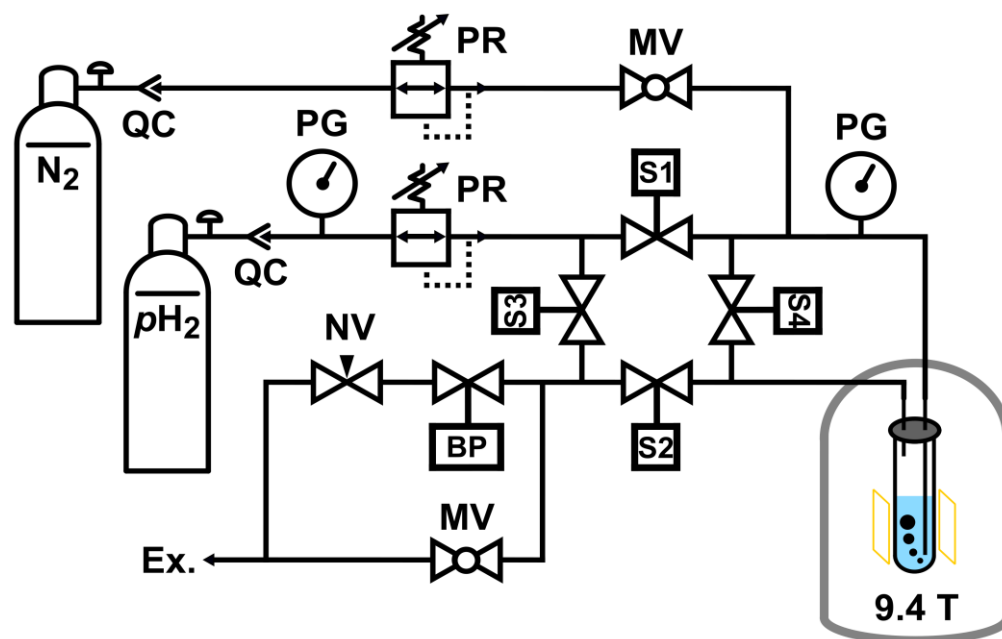 PR
MV
QC
N₂
PG
PG
S1
PR
QC
pH₂
S3
S4
NV
BP
S2
MV
Ex.
9.4 T